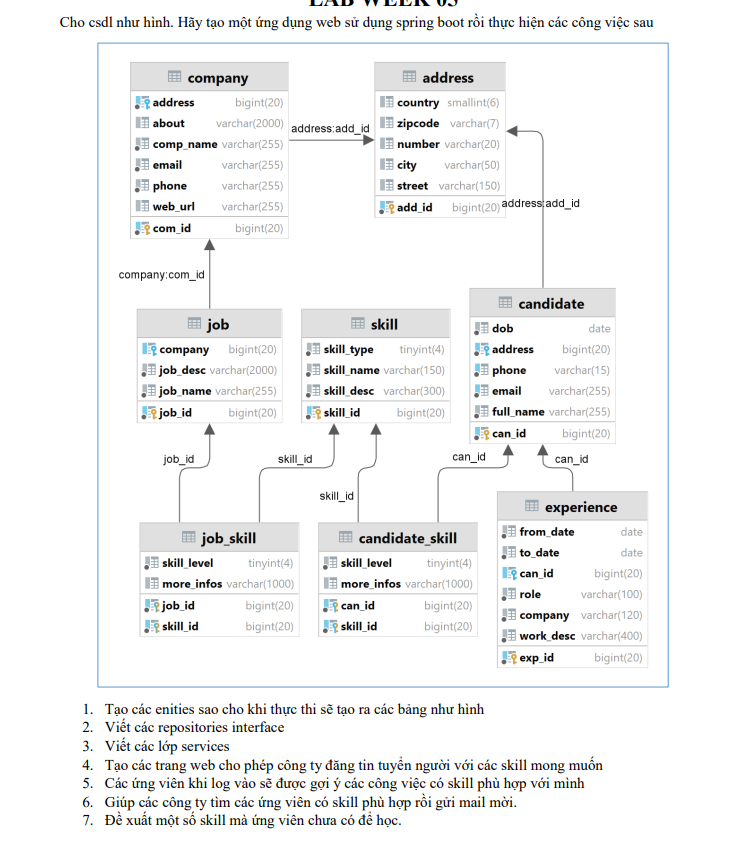 LAB WEEK 05
Cho csdl như hình. Hãy tạo một ứng dụng web sử dụng spring boot rồi thực hiện các công việc sau
company
address bigint(20)
about varchar(2000)
comp_name varchar(255)
email varchar(255)
phone varchar(255)
web_url varchar(255)
com_id bigint(20)
address:add_id
address
country smallint(6)
zipcode varchar(7)
number varchar(20)
city varchar(50)
street varchar(150)
add_id bigint(20)
address:add_id
company:com_id
job
company bigint(20)
job_desc varchar(2000)
job_name varchar(255)
job_id bigint(20)
skill
skill_type tinyint(4)
skill_name varchar(150)
skill_desc varchar(300)
skill_id bigint(20)
candidate
dob date
address bigint(20)
phone varchar(15)
email varchar(255)
full_name varchar(255)
can_id bigint(20)
job_id
skill_id
skill_id
can_id
can_id
job_skill
skill_level tinyint(4)
more_infos varchar(1000)
job_id bigint(20)
skill_id bigint(20)
candidate_skill
skill_level tinyint(4)
more_infos varchar(1000)
can_id bigint(20)
skill_id bigint(20)
experience
from_date date
to_date date
can_id bigint(20)
role varchar(100)
company varchar(120)
work_desc varchar(400)
exp_id bigint(20)
1. Tạo các enities sao cho khi thực thi sẽ tạo ra các bảng như hình
2. Viết các repositories interface
3. Viết các lớp services
4. Tạo các trang web cho phép công ty đăng tin tuyển người với các skill mong muốn
5. Các ứng viên khi log vào sẽ được gợi ý các công việc có skill phù hợp với mình
6. Giúp các công ty tìm các ứng viên có skill phù hợp rồi gửi mail mời.
7. Đề xuất một số skill mà ứng viên chưa có để học.